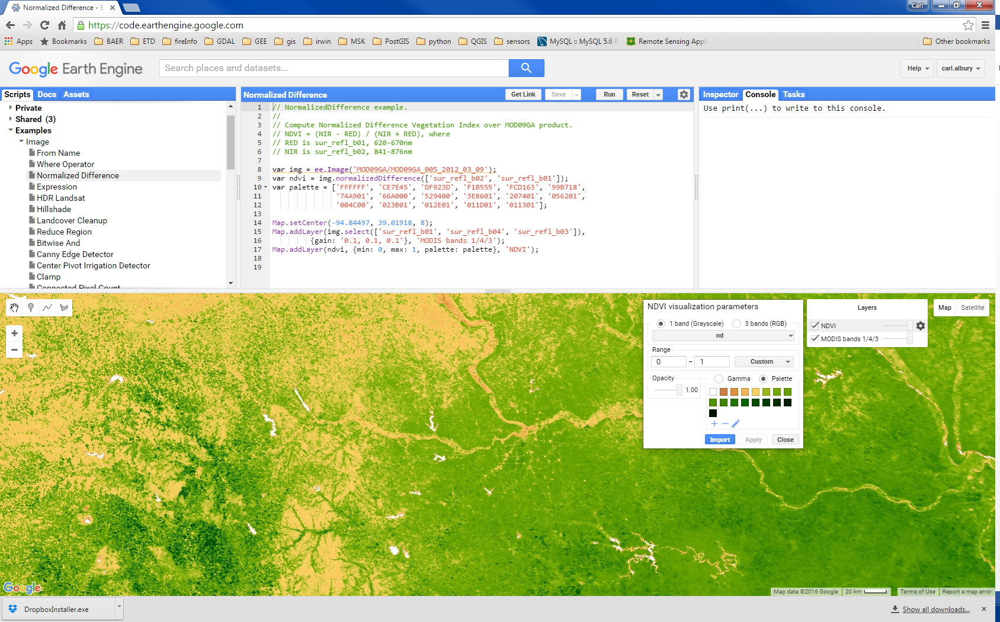 Normalized Difference - E
Carl
https://code.earthengine.google.com
Apps Bookmarks BAER ETD fireInfo GDAL GEE gis irwin MSK PostGIS python QGIS sensors MySQL :: MySQL 5.6 Remote Sensing Appl Other bookmarks
Google Earth Engine
Search places and datasets...
Help
carl.albury
Scripts Docs Assets
Private
Shared (3)
Examples
Image
From Name
Where Operator
Normalized Difference
Expression
HDR Landsat
Hillshade
Landcover Cleanup
Reduce Region
Bitwise And
Canny Edge Detector
Center Pivot Irrigation Detector
Clamp
Connected Pixel Count
Normalized Difference
Get Link Save Run Reset
1 // NormalizedDifference example.
2 //
3 // Compute Normalized Difference Vegetation Index over MOD09GA product.
4 // NDVI = (NIR - RED) / (NIR + RED), where
5 // RED is sur_refl_b01, 620-670nm
6 // NIR is sur_refl_b02, 841-876nm
7
8 var img = ee.Image('MOD09GA/MOD09GA_005_2012_03_09');
9 var ndvi = img.normalizedDifference(['sur_refl_b02', 'sur_refl_b01']);
10 var palette = ['FFFFFF', 'CE7E45', 'DF923D', 'F1B555', 'FCD163', '99B718',
11 '74A901', '66A000', '529400', '3E8601', '207401', '056201',
12 '004C00', '023B01', '012E01', '011D01', '011301'];
13
14 Map.setCenter(-94.84497, 39.01918, 8);
15 Map.addLayer(img.select(['sur_refl_b01', 'sur_refl_b04', 'sur_refl_b03']),
16 {gain: '0.1, 0.1, 0.1'}, 'MODIS bands 1/4/3');
17 Map.addLayer(ndvi, {min: 0, max: 1, palette: palette}, 'NDVI');
18
19
Inspector Console Tasks
Use print(...) to write to this console.
NDVI visualization parameters
1 band (Grayscale) 3 bands (RGB)
nd
Range
0 – 1 Custom
Opacity
1.00
Gamma Palette
Import Apply Close
Layers
NDVI
MODIS bands 1/4/3
Map Satellite
Google
Map data ©2016 Google 20 km Terms of Use Report a map error
DropboxInstaller.exe
Show all downloads...